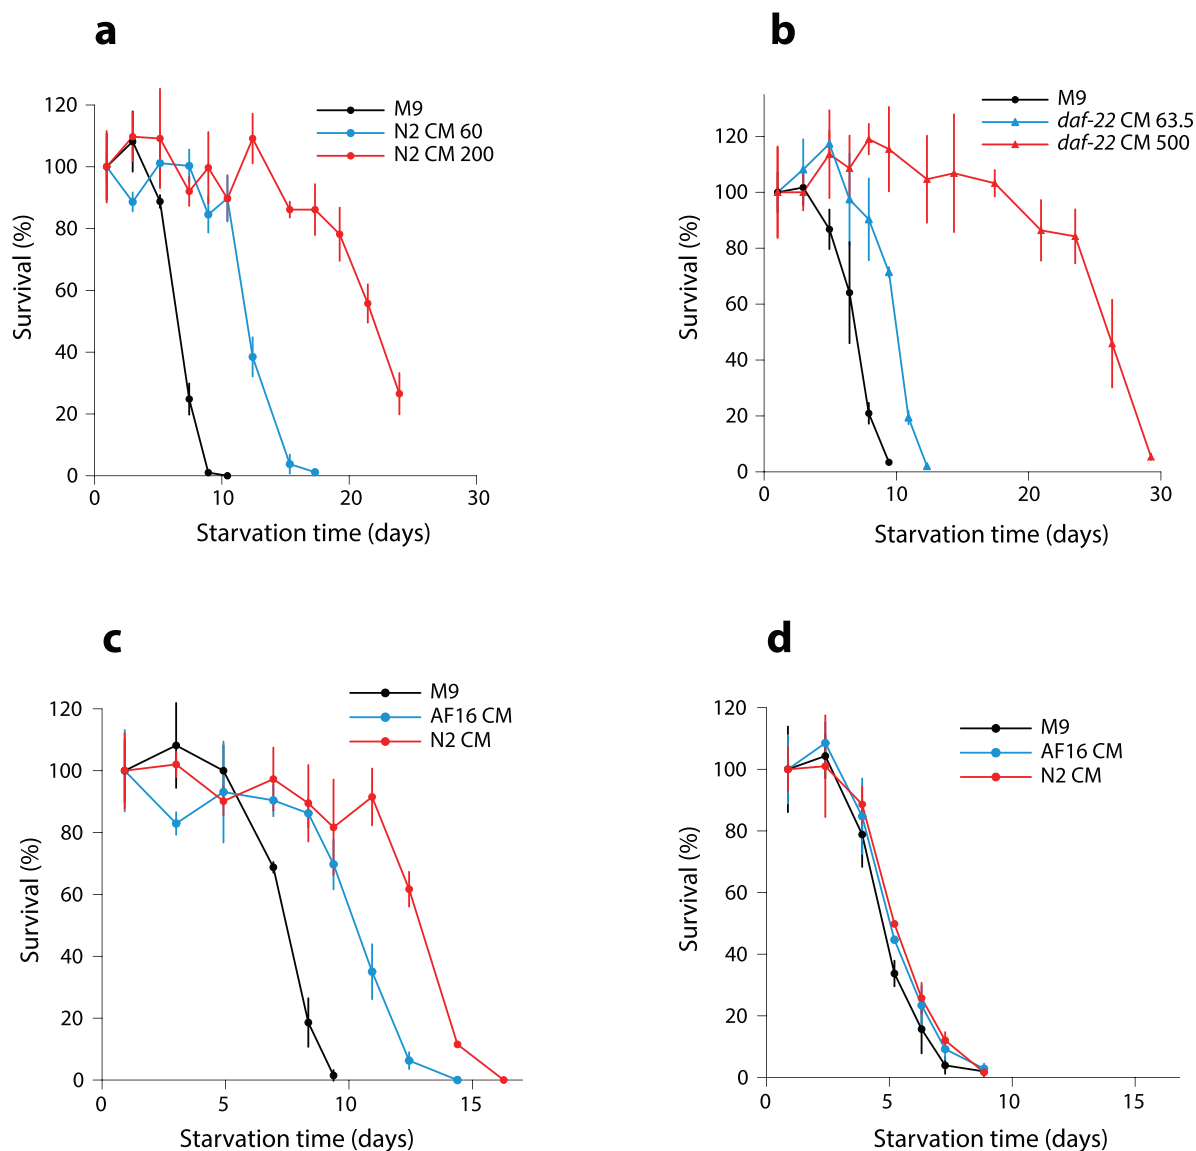 a
120
100
80
60
40
20
0
0 10 20 30
Survival (%)
Starvation time (days)
M9
N2 CM 60
N2 CM 200
b
120
100
80
60
40
20
0
0 10 20 30
Survival (%)
Starvation time (days)
M9
daf-22 CM 63.5
daf-22 CM 500
c
120
100
80
60
40
20
0
0 5 10 15
Survival (%)
Starvation time (days)
M9
AF16 CM
N2 CM
d
120
100
80
60
40
20
0
0 5 10 15
Survival (%)
Starvation time (days)
M9
AF16 CM
N2 CM